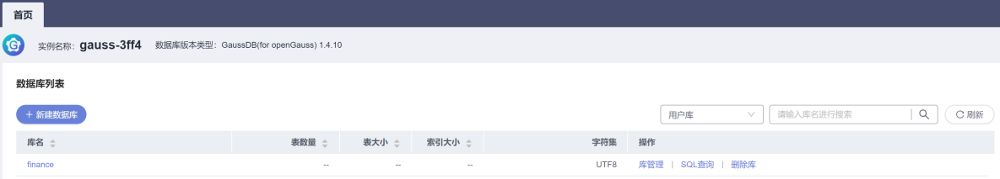 首页
实例名称: gauss-3ff4 数据库版本类型: GaussDB(for openGauss) 1.4.10
数据库列表
+ 新建数据库 用户库 请输入库名进行搜索 刷新
库名 表数量 表大小 索引大小 字符集 操作
finance -- -- -- UTF8 库管理 | SQL查询 | 删除库